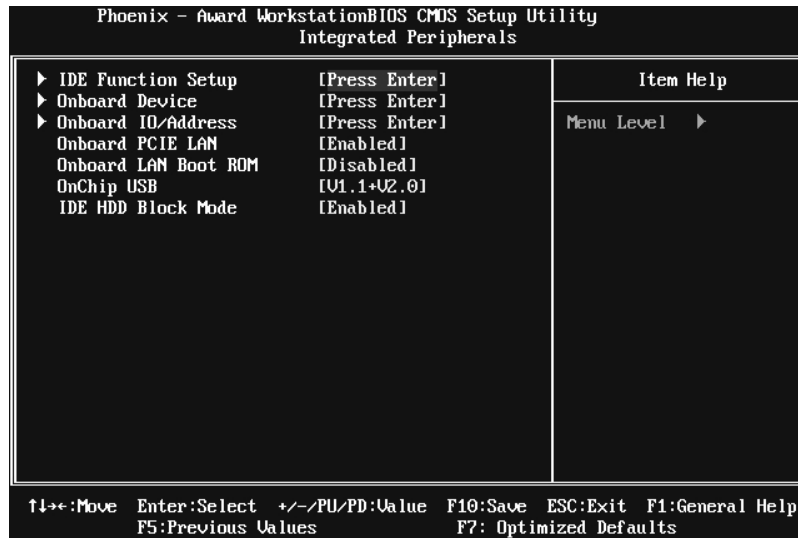 Phoenix - Award WorkstationBIOS CMOS Setup Utility
Integrated Peripherals
IDE Function Setup [Press Enter]
Onboard Device [Press Enter]
Onboard IO/Address [Press Enter]
Onboard PCIE LAN [Enabled]
Onboard LAN Boot ROM [Disabled]
OnChip USB [V1.1+V2.0]
IDE HDD Block Mode [Enabled]
Item Help
Menu Level
↑↓→←:Move Enter:Select +/-/PU/PD:Value F10:Save ESC:Exit F1:General Help
F5:Previous Values F7: Optimized Defaults